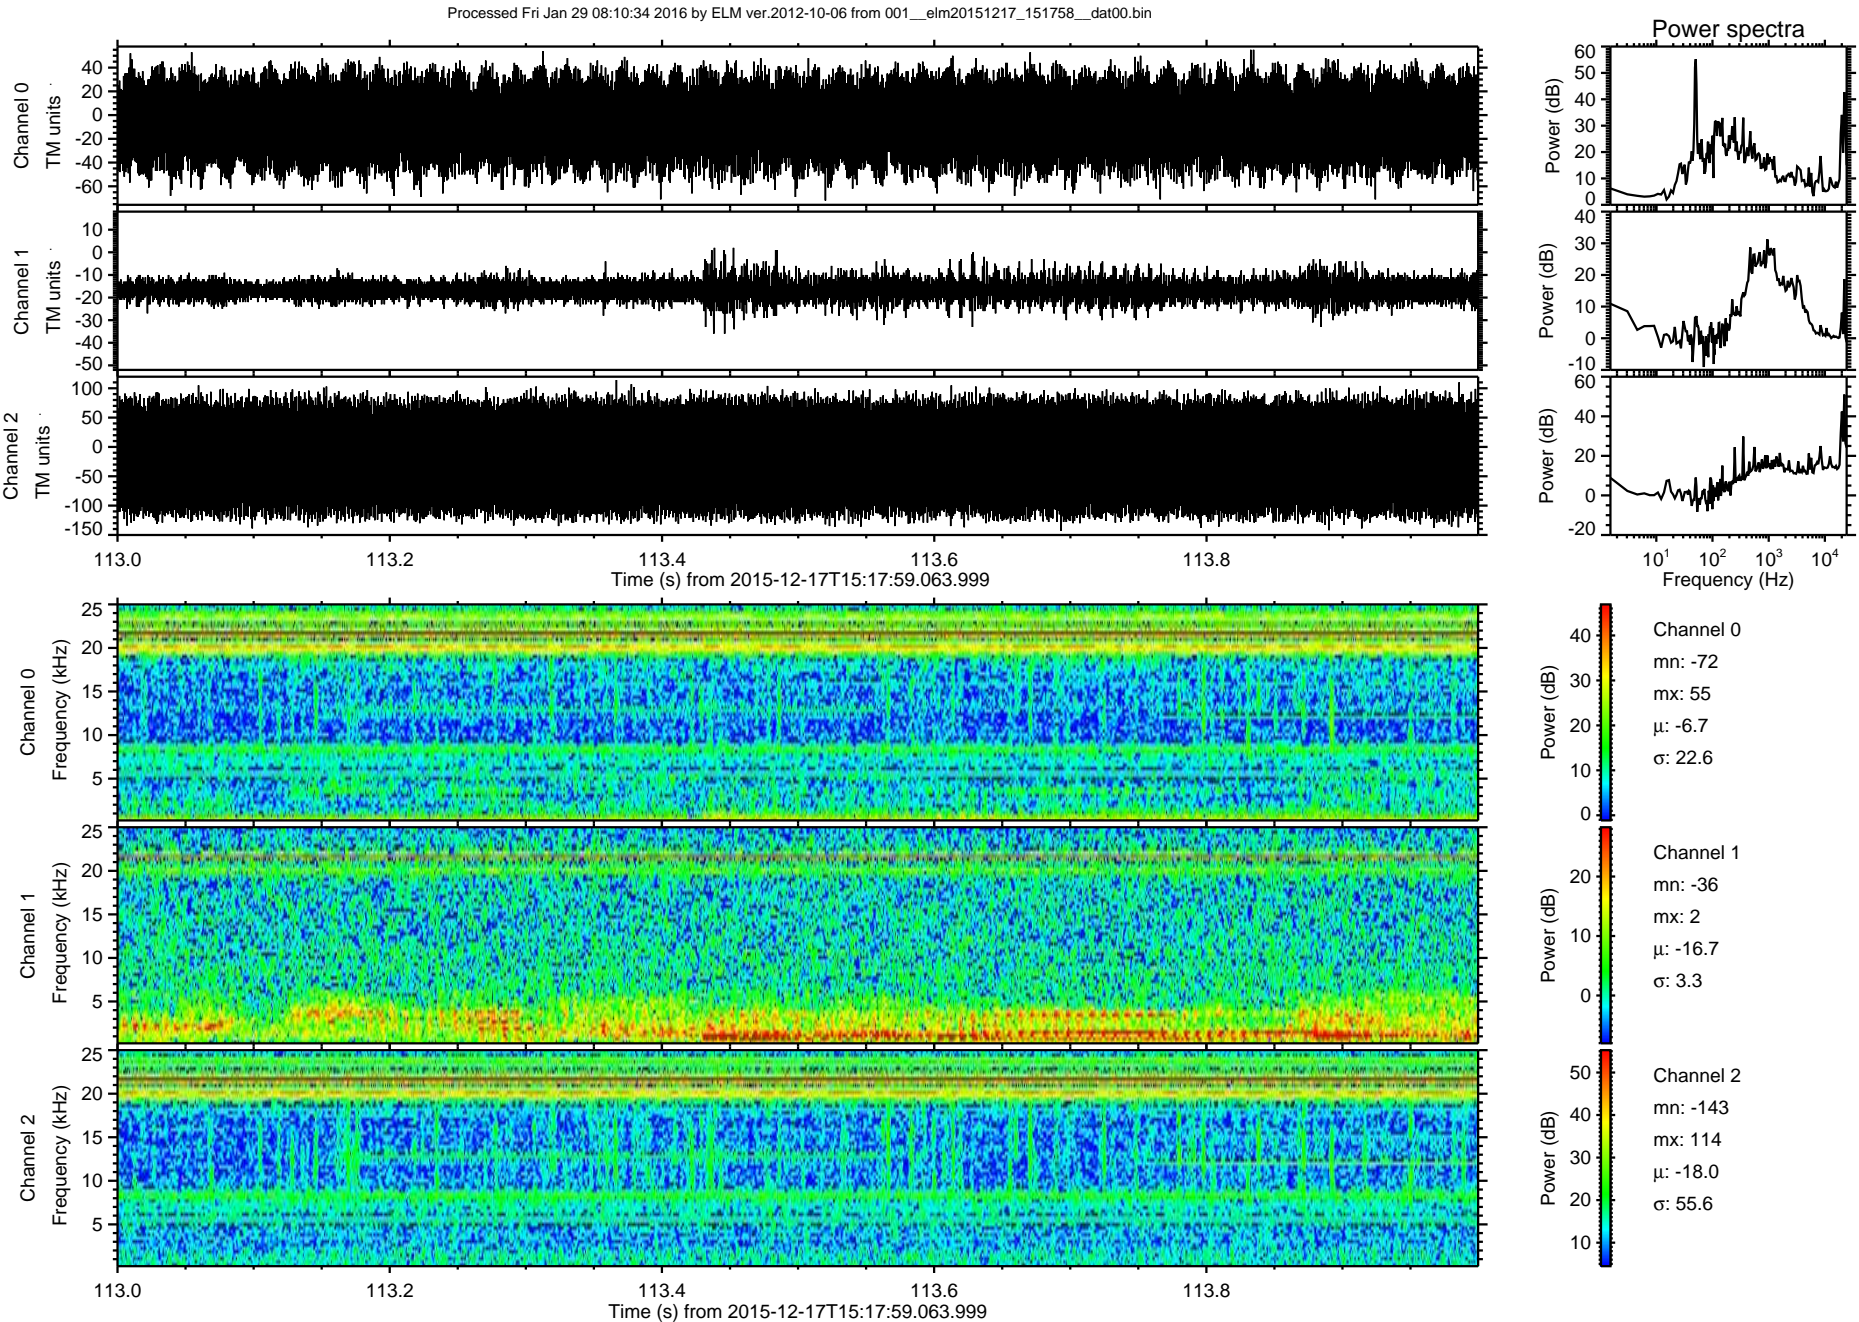 Processed Fri Jan 29 08:10:34 2016 by ELM ver.2012-10-06 from 001__elm20151217_151758__dat00.bin
Power spectra
Channel 0
TM units
40
20
0
-20
-40
-60
Power (dB)
60
50
40
30
20
10
0
Channel 1
TM units
10
0
-10
-20
-30
-40
-50
Power (dB)
40
30
20
10
0
-10
Channel 2
TM units
100
50
0
-50
-100
-150
Power (dB)
60
40
20
0
-20
113.0 113.2 113.4 113.6 113.8
Time (s) from 2015-12-17T15:17:59.063.999
10^1 10^2 10^3 10^4
Frequency (Hz)
Channel 0
Frequency (kHz)
25
20
15
10
5
Power (dB)
40
30
20
10
0
Channel 0
mn: -72
mx: 55
μ: -6.7
σ: 22.6
Channel 1
Frequency (kHz)
25
20
15
10
5
Power (dB)
20
10
0
Channel 1
mn: -36
mx: 2
μ: -16.7
σ: 3.3
Channel 2
Frequency (kHz)
25
20
15
10
5
Power (dB)
50
40
30
20
10
Channel 2
mn: -143
mx: 114
μ: -18.0
σ: 55.6
113.0 113.2 113.4 113.6 113.8
Time (s) from 2015-12-17T15:17:59.063.999